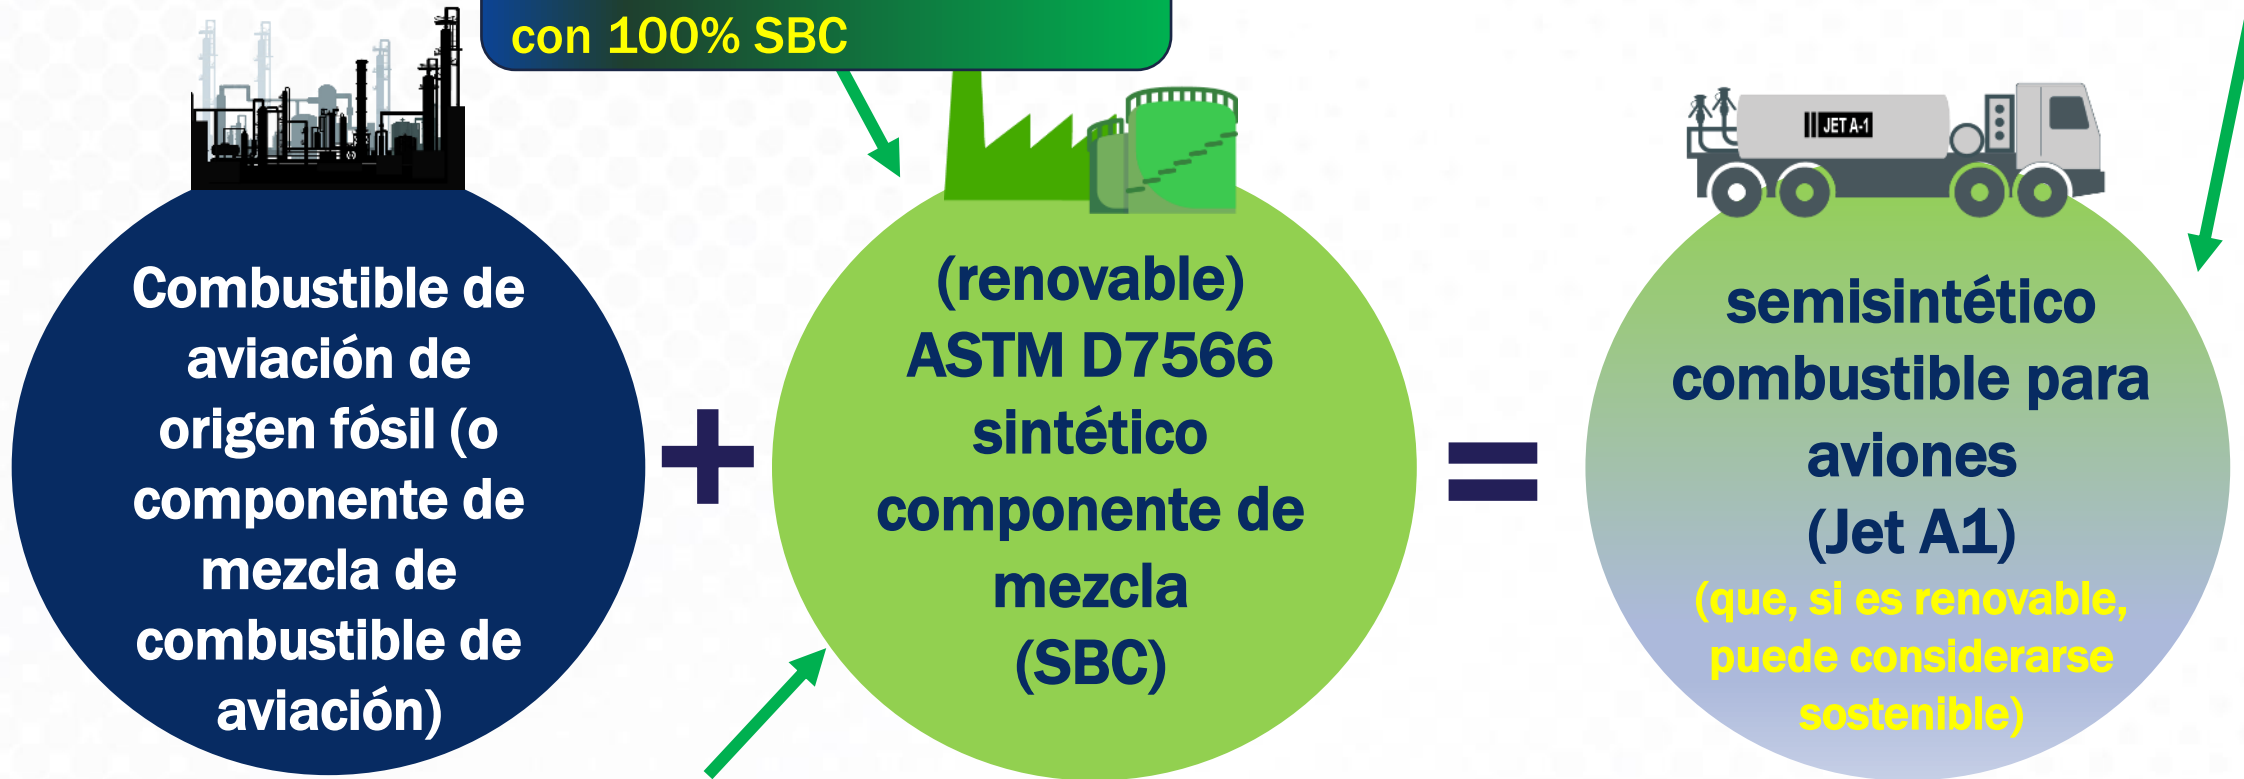 con 100% SBC
JET A-1
Combustible de
aviación de
origen fósil (o
componente de
mezcla de
combustible de
aviación)
+
(renovable)
ASTM D7566
sintético
componente de
mezcla
(SBC)
=
semisintético
combustible para
aviones
(Jet A1)
(que, si es renovable,
puede considerarse
sostenible)